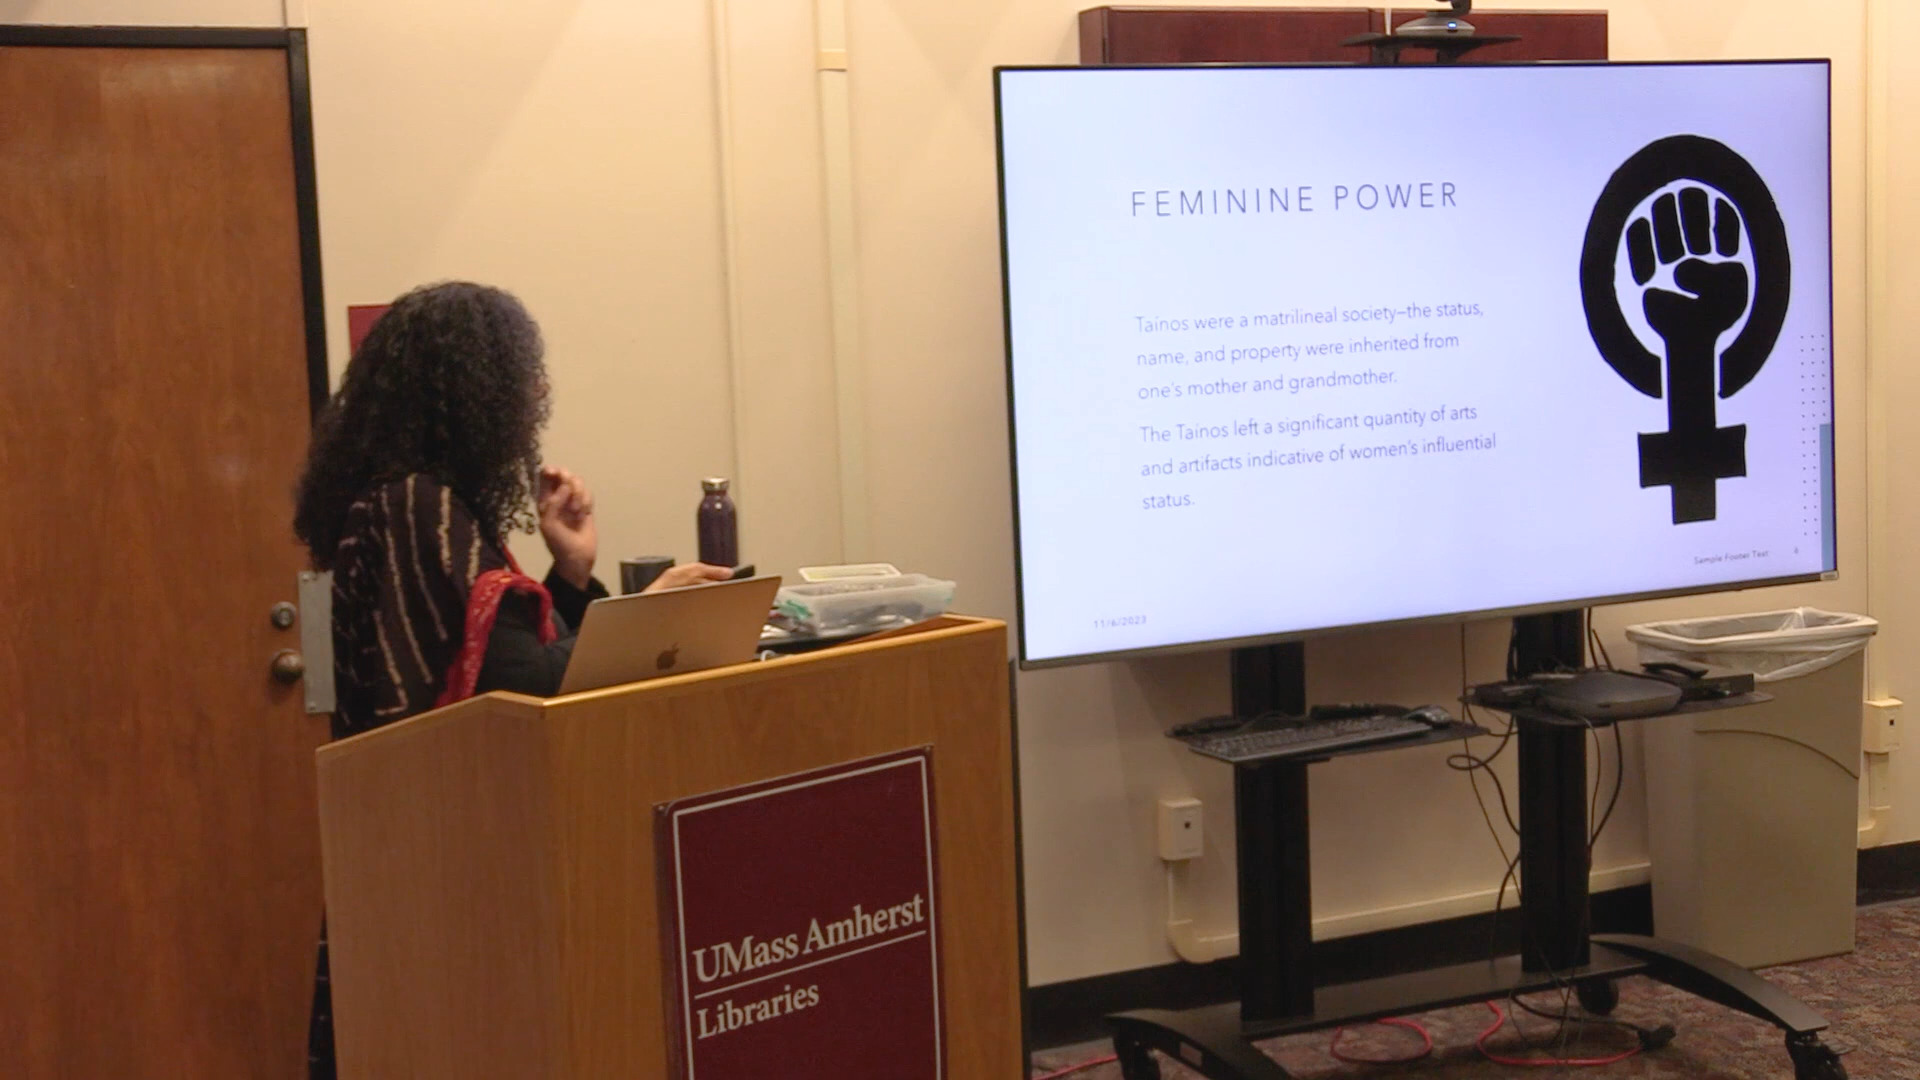 FEMININE POWER
Tainos were a matrilineal society–the status,
name, and property were inherited from
one's mother and grandmother.
The Tainos left a significant quantity of arts
and artifacts indicative of women's influential
status.
Sample Footer Text
11/6/2023
UMass Amherst
Libraries